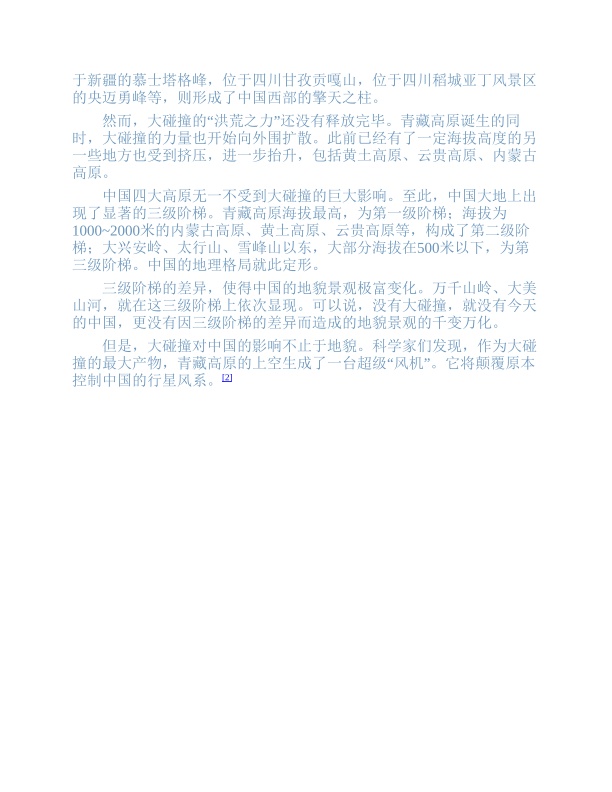 于新疆的慕士塔格峰，位于四川甘孜贡嘎山，位于四川稻城亚丁风景区
的央迈勇峰等，则形成了中国西部的擎天之柱。
然而，大碰撞的“洪荒之力”还没有释放完毕。青藏高原诞生的同
时，大碰撞的力量也开始向外围扩散。此前已经有了一定海拔高度的另
一些地方也受到挤压，进一步抬升，包括黄土高原、云贵高原、内蒙古
高原。
中国四大高原无一不受到大碰撞的巨大影响。至此，中国大地上出
现了显著的三级阶梯。青藏高原海拔最高，为第一级阶梯；海拔为
1000~2000米的内蒙古高原、黄土高原、云贵高原等，构成了第二级阶
梯；大兴安岭、太行山、雪峰山以东，大部分海拔在500米以下，为第
三级阶梯。中国的地理格局就此定形。
三级阶梯的差异，使得中国的地貌景观极富变化。万千山岭、大美
山河，就在这三级阶梯上依次显现。可以说，没有大碰撞，就没有今天
的中国，更没有因三级阶梯的差异而造成的地貌景观的千变万化。
但是，大碰撞对中国的影响不止于地貌。科学家们发现，作为大碰
撞的最大产物，青藏高原的上空生成了一台超级“风机”。它将颠覆原本
控制中国的行星风系。[2]